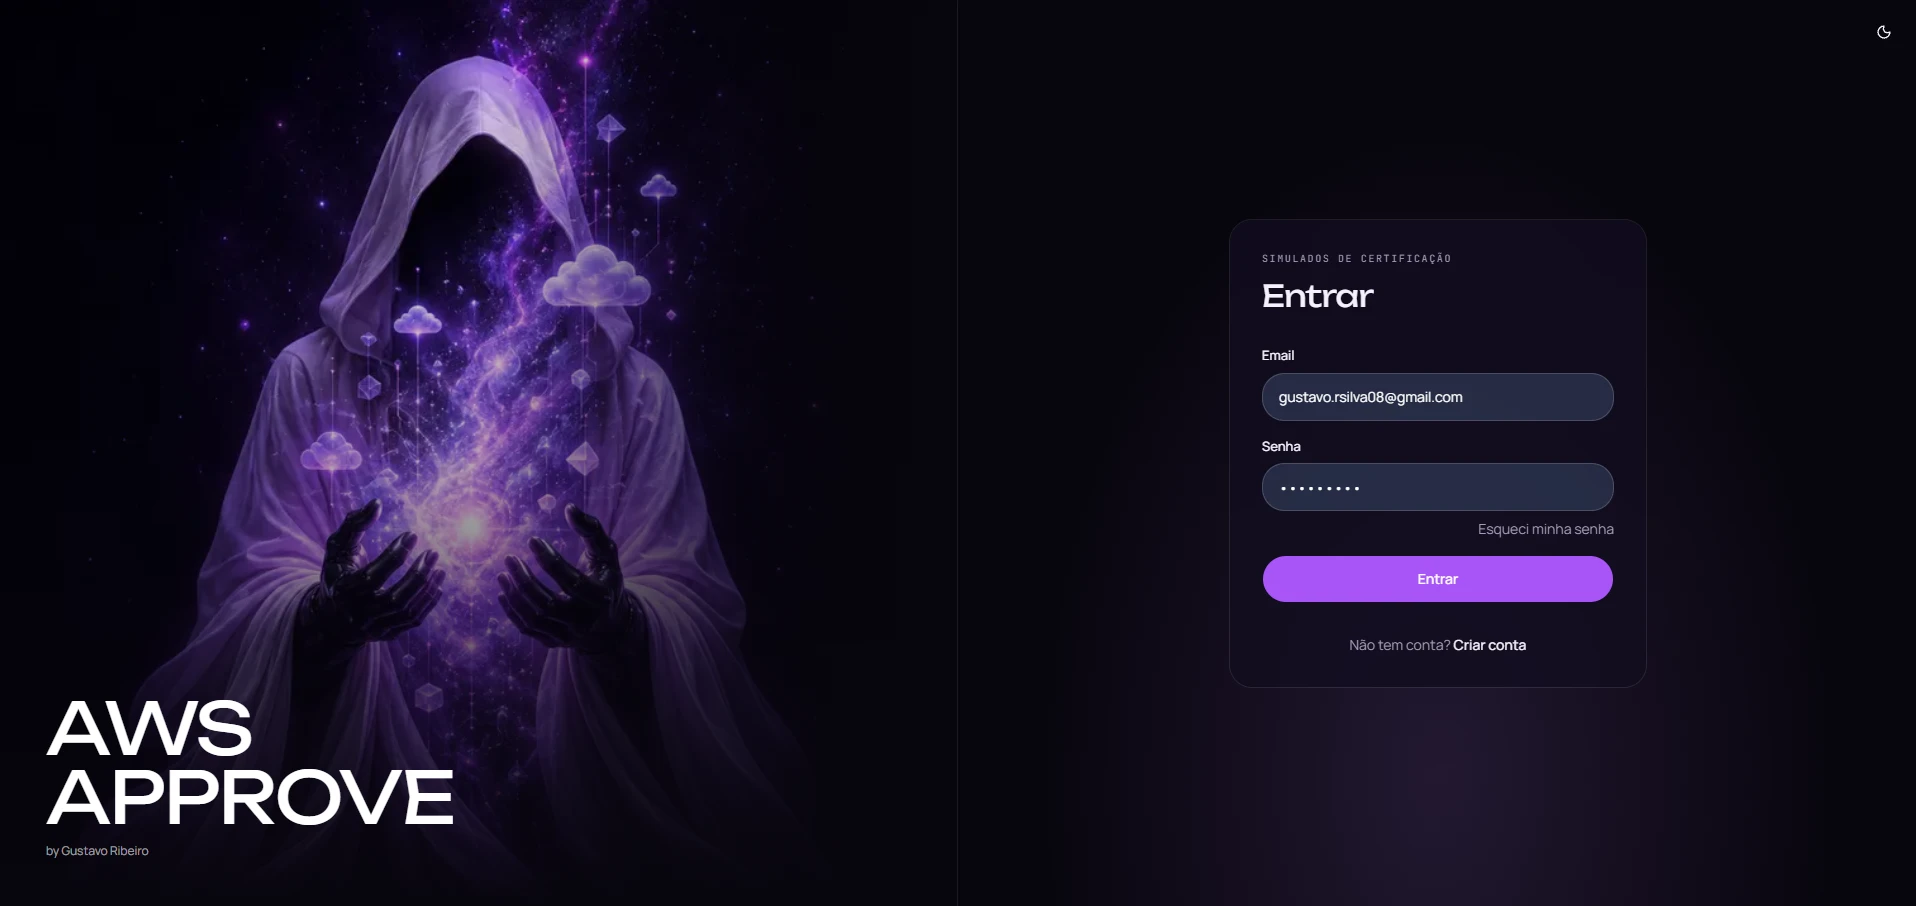 AWS
APPROVE
by Gustavo Ribeiro
SIMULADOS DE CERTIFICAÇÃO
Entrar
Email
gustavo.rsilva08@gmail.com
Senha
•••••••••
Esqueci minha senha
Entrar
Não tem conta? Criar conta